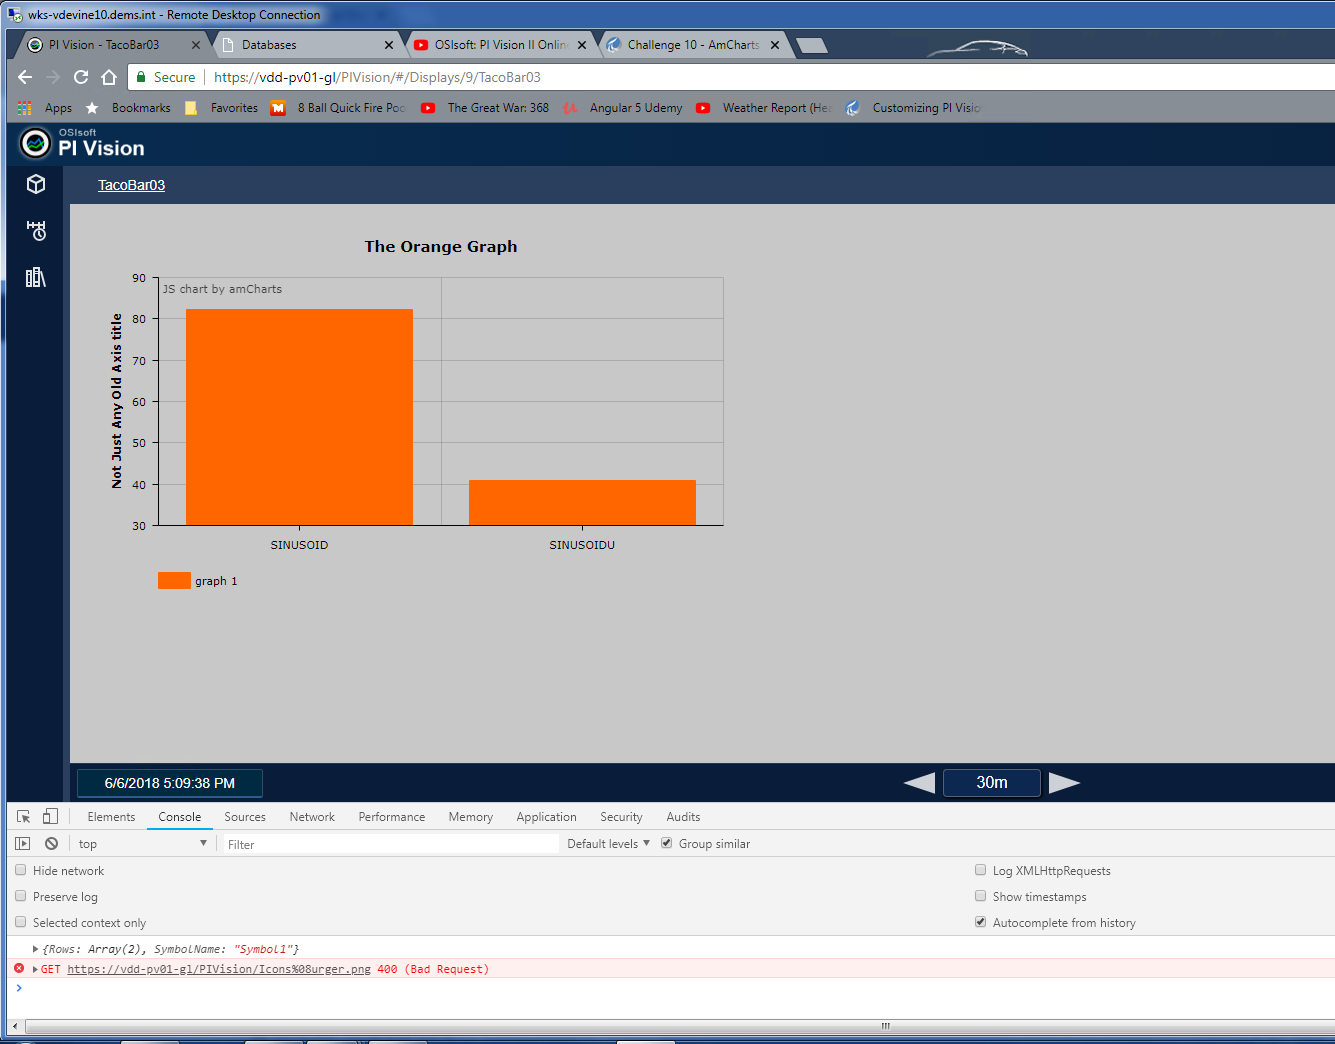 wks-vdevine10.dems.int - Remote Desktop Connection
PI Vision - TacoBar03
Databases
OSIsoft: PI Vision II Onlin
Challenge 10 - AmCharts
Secure https://vdd-pv01-gl/PIVision/#/Displays/9/TacoBar03
Apps Bookmarks Favorites 8 Ball Quick Fire Poo The Great War: 368 Angular 5 Udemy Weather Report (Hea Customizing PI Visio
OSIsoft
PI Vision
TacoBar03
The Orange Graph
JS chart by amCharts
90
80
70
60
50
40
30
Not Just Any Old Axis title
SINUSOID SINUSOIDU
graph 1
6/6/2018 5:09:38 PM
30m
Elements Console Sources Network Performance Memory Application Security Audits
top Filter Default levels Group similar
Hide network
Log XMLHttpRequests
Preserve log
Show timestamps
Selected context only
Autocomplete from history
{Rows: Array(2), SymbolName: "Symbol1"}
GET https://vdd-pv01-gl/PIVision/Icons%08urger.png 400 (Bad Request)